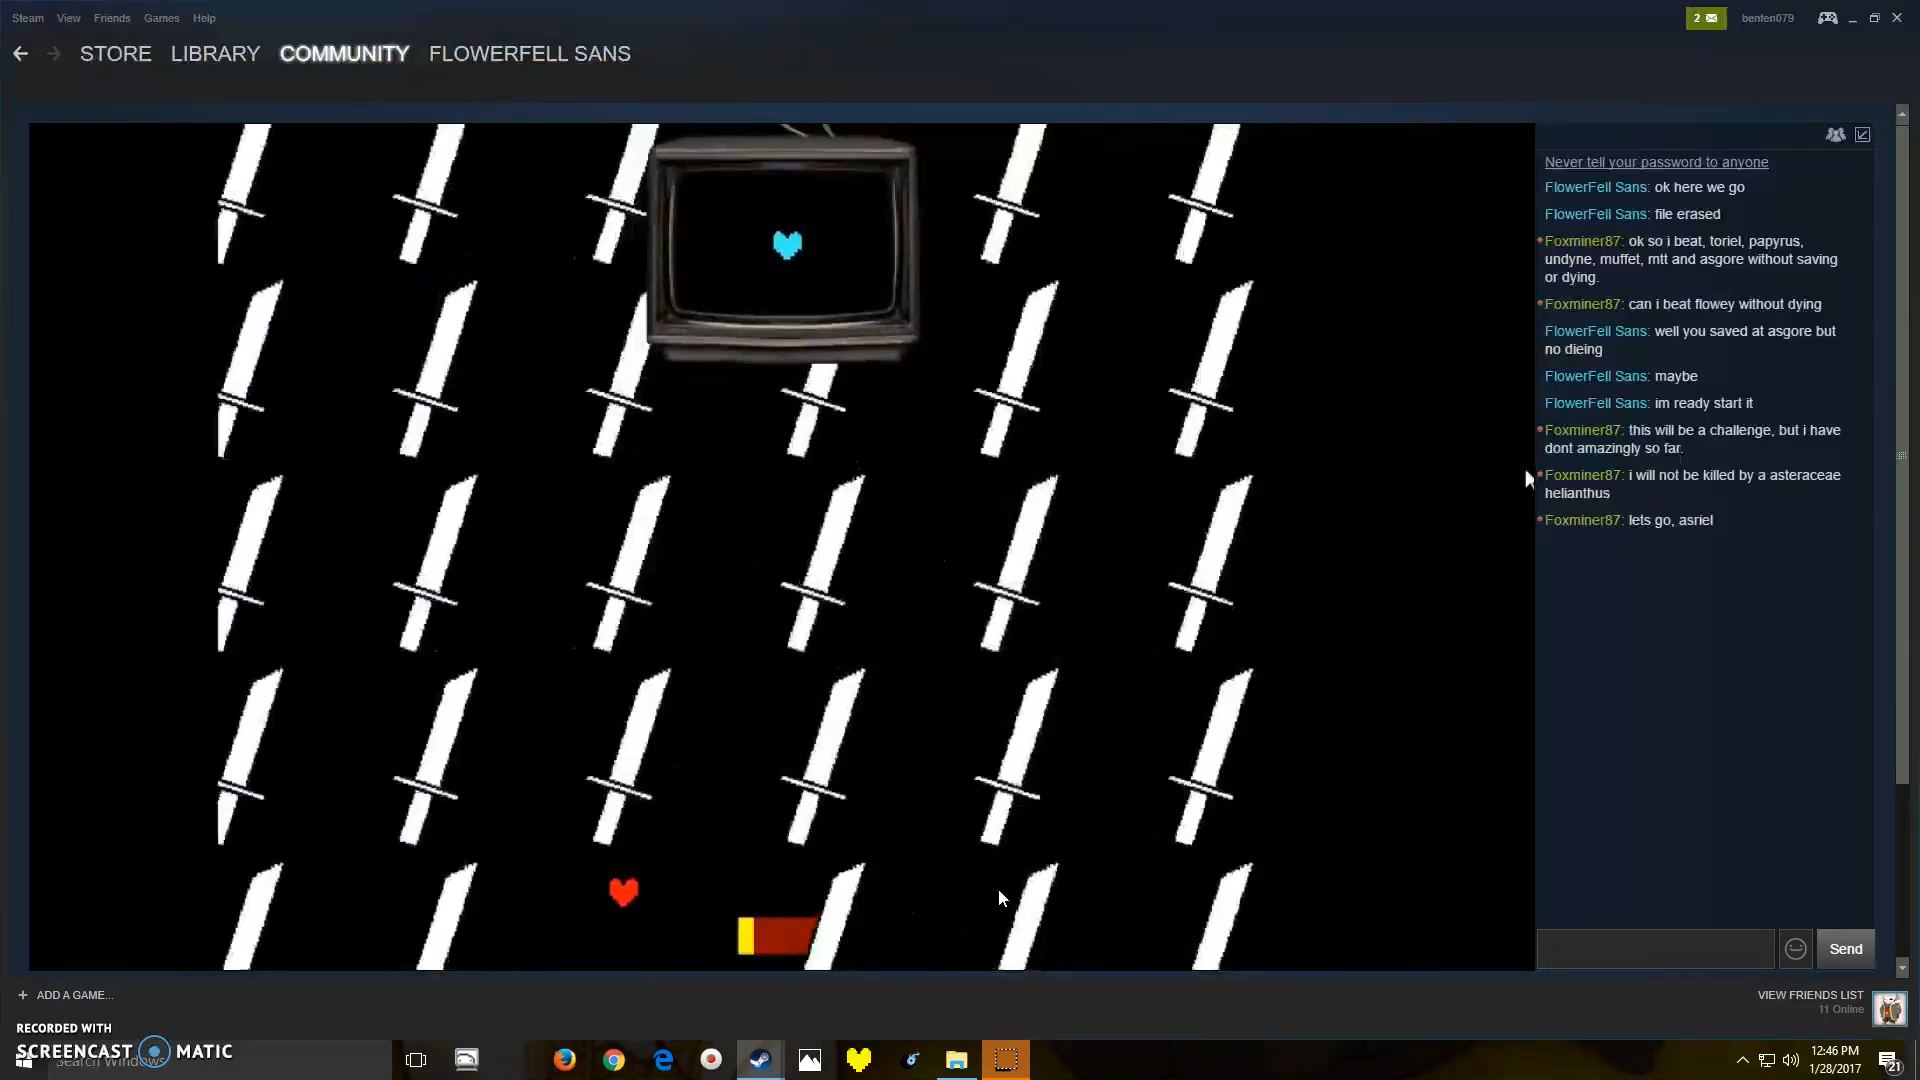 Steam View Friends Games Help
2 benten079
STORE LIBRARY COMMUNITY FLOWERFELL SANS
Never tell your password to anyone
FlowerFell Sans: ok here we go
FlowerFell Sans: file erased
Foxminer87: ok so i beat, toriel, papyrus,
undyne, muffet, mtt and asgore without saving
or dying.
Foxminer87: can i beat flowey without dying
FlowerFell Sans: well you saved at asgore but
no dieing
FlowerFell Sans: maybe
FlowerFell Sans: im ready start it
Foxminer87: this will be a challenge, but i have
dont amazingly so far.
Foxminer87: i will not be killed by a asteraceae
helianthus
Foxminer87: lets go, asriel
Send
+ ADD A GAME...
VIEW FRIENDS LIST
11 Online
RECORDED WITH
SCREENCAST MATIC
Search Windows
12:46 PM
1/28/2017
21